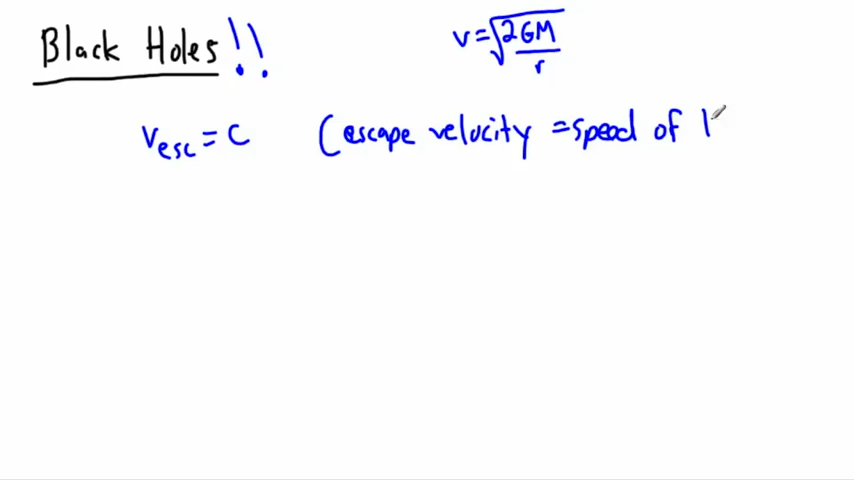 Black Holes!!
v=√2GM/r
vesc = c (escape velocity =speed of l